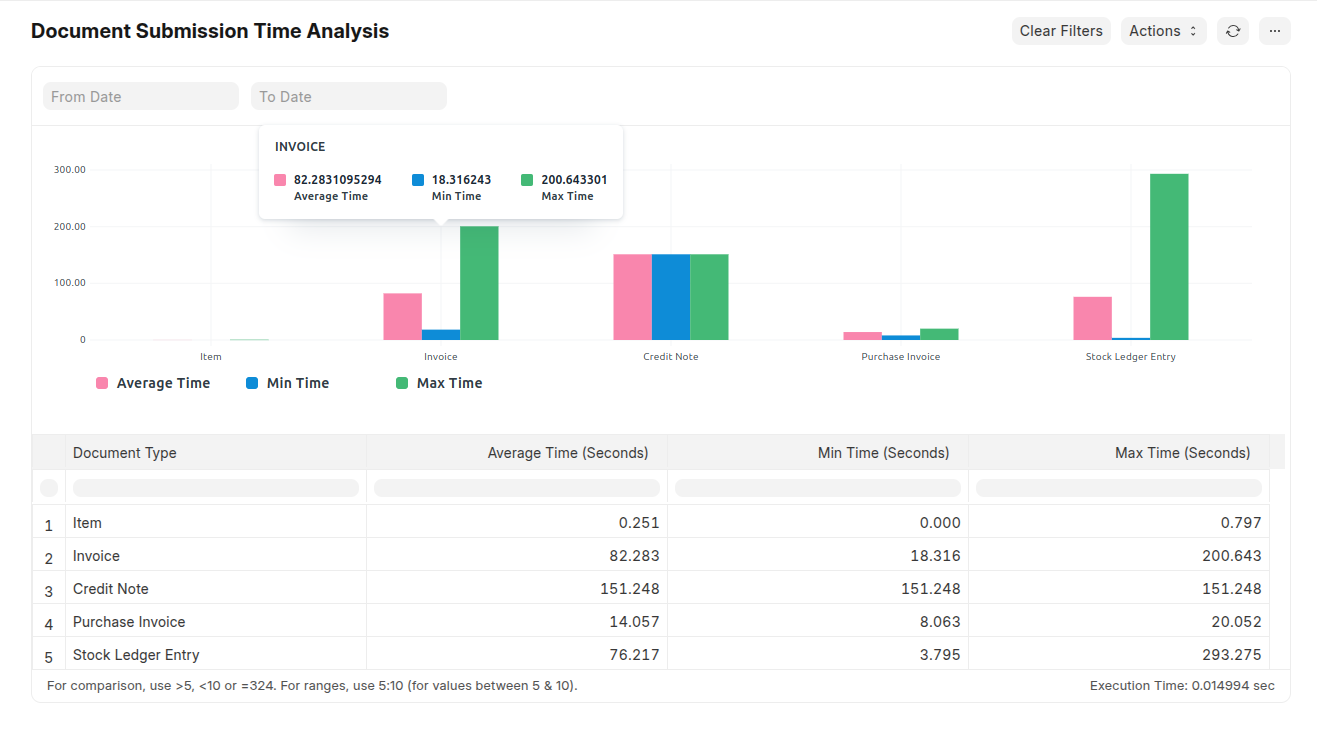 Document Submission Time Analysis
Clear Filters
Actions
From Date
To Date
INVOICE
82.2831095294
Average Time
18.316243
Min Time
200.643301
Max Time
300.00
200.00
100.00
0
Item
Invoice
Credit Note
Purchase Invoice
Stock Ledger Entry
Average Time
Min Time
Max Time
Document Type Average Time (Seconds) Min Time (Seconds) Max Time (Seconds)
1 Item 0.251 0.000 0.797
2 Invoice 82.283 18.316 200.643
3 Credit Note 151.248 151.248 151.248
4 Purchase Invoice 14.057 8.063 20.052
5 Stock Ledger Entry 76.217 3.795 293.275
For comparison, use >5, <10 or =324. For ranges, use 5:10 (for values between 5 & 10).
Execution Time: 0.014994 sec